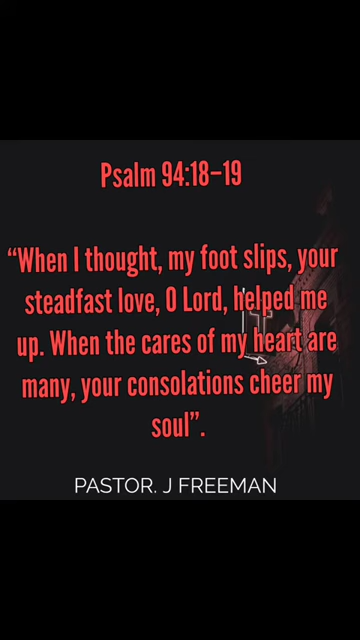 Psalm 94:18–19
“When I thought, my foot slips, your
steadfast love, O Lord, helped me
up. When the cares of my heart are
many, your consolations cheer my
soul”.
PASTOR. J FREEMAN